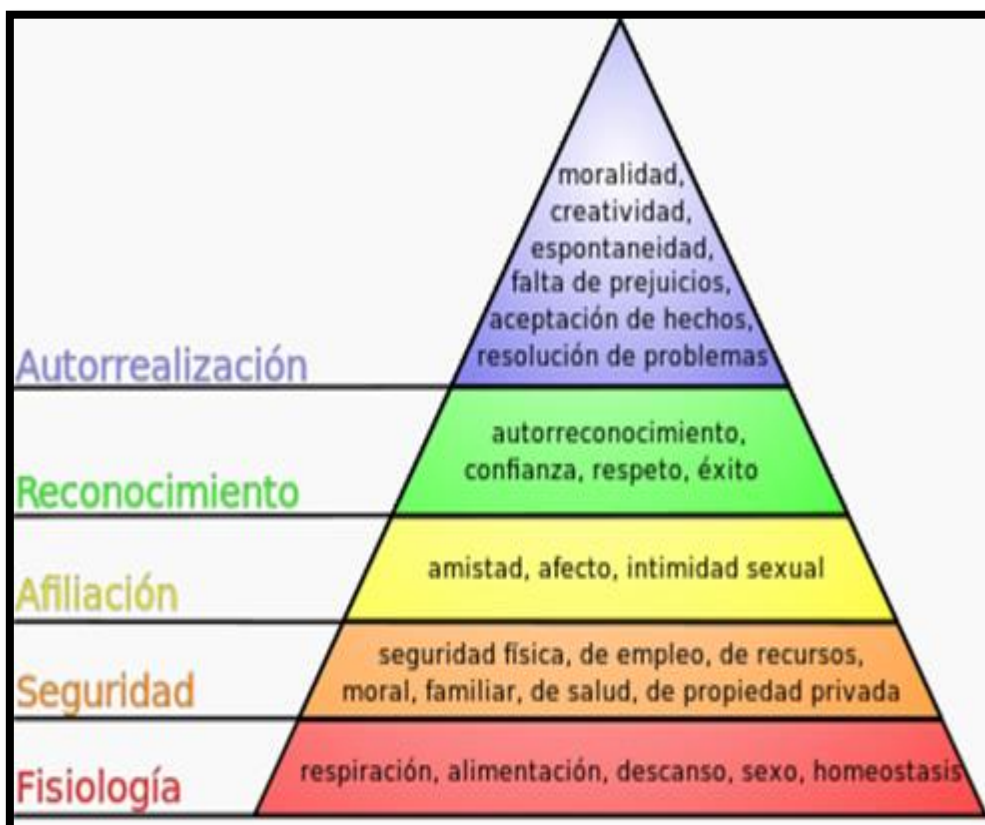 moralidad,
creatividad,
espontaneidad,
falta de prejuicios,
aceptación de hechos,
resolución de problemas
Autorrealización
autorreconocimiento,
confianza, respeto, éxito
Reconocimiento
amistad, afecto, intimidad sexual
Afiliación
seguridad física, de empleo, de recursos,
moral, familiar, de salud, de propiedad privada
Seguridad
respiración, alimentación, descanso, sexo, homeostasis
Fisiología